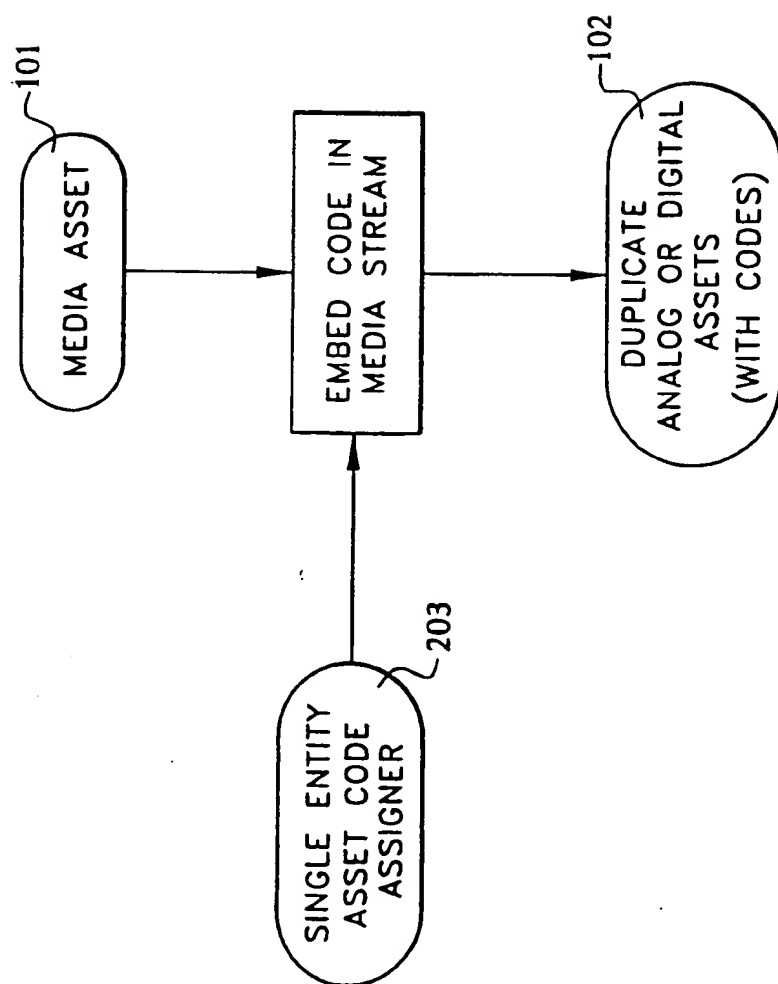 101
MEDIA ASSET
EMBED CODE IN
MEDIA STREAM
SINGLE ENTITY
ASSET CODE
ASSIGNER
203
102
DUPLICATE
ANALOG OR DIGITAL
ASSETS
(WITH CODES)